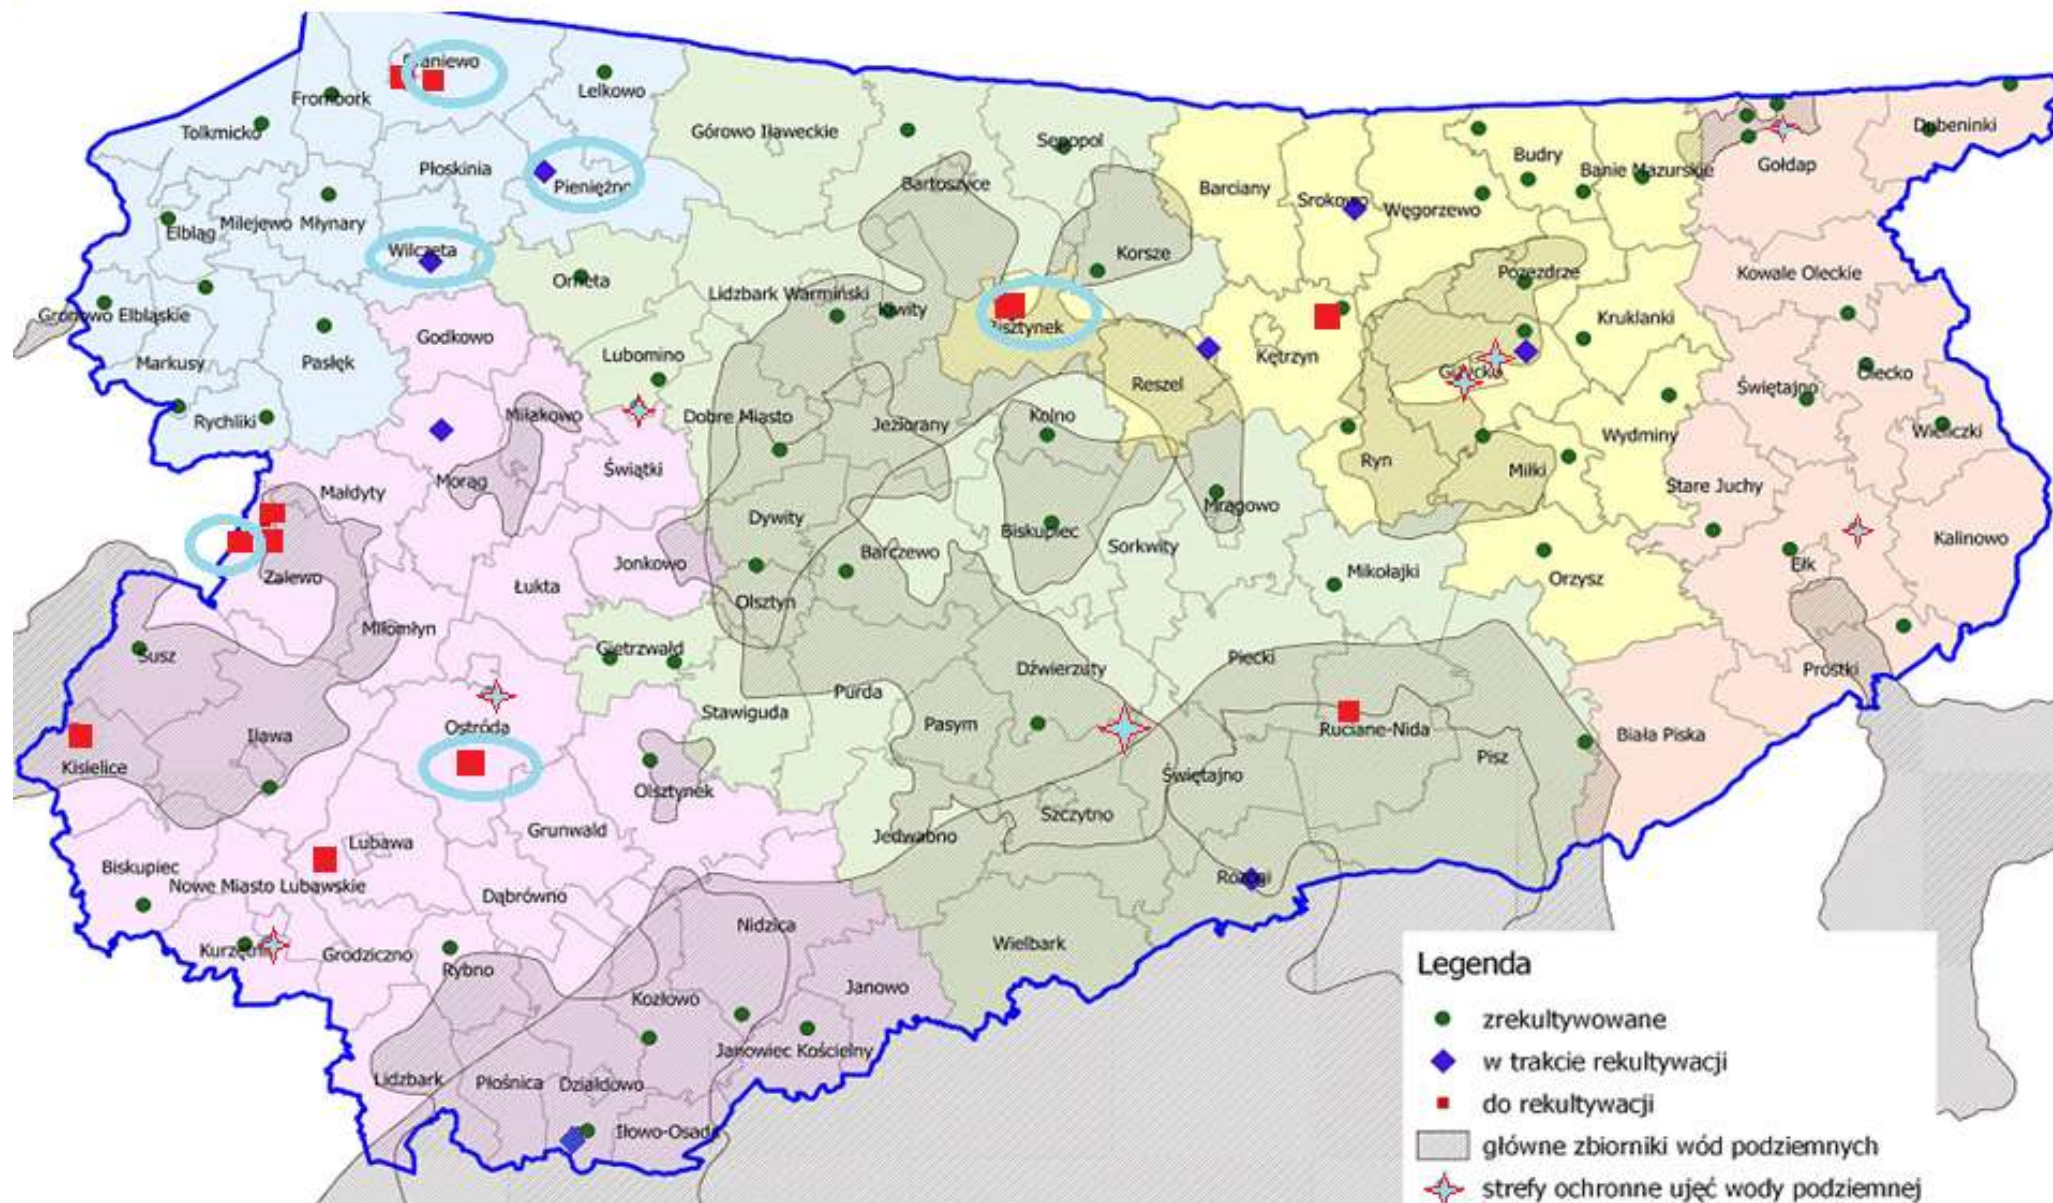 Braniewo
Frombork
Lelkowo
Tolkmicko
Górowo Iławeckie
Sępopol
Dubeninki
Płoskinia
Pieniężno
Bartoszyce
Barciany
Srokowo
Węgorzewo
Budry
Banie Mazurskie
Gołdap
Elbląg
Milejewo
Młynary
Wilczęta
Orneta
Lidzbark Warmiński
Kiwity
Korsze
Pozezdrze
Kowale Oleckie
Gronowo Elbląskie
Godkowo
Bisztynek
Kruklanki
Markusy
Pasłęk
Lubomino
Reszel
Kętrzyn
Giżycko
Świętajno
Olecko
Rychliki
Miłakowo
Dobre Miasto
Jeziorany
Kolno
Wydminy
Wieliczki
Małdyty
Morąg
Świątki
Ryn
Miłki
Stare Juchy
Dywity
Biskupiec
Mrągowo
Zalewo
Łukta
Jonkowo
Barczewo
Sorkwity
Mikołajki
Orzysz
Ełk
Kalinowo
Olsztyn
Miłomłyn
Susz
Gietrzwałd
Dźwierzuty
Piecki
Prostki
Purda
Iława
Ostróda
Stawiguda
Pasym
Ruciane-Nida
Biała Piska
Kisielice
Olsztynek
Świętajno
Pisz
Lubawa
Grunwald
Jedwabno
Szczytno
Biskupiec
Nowe Miasto Lubawskie
Dąbrówno
Rozogi
Nidzica
Wielbark
Kurzętnik
Grodziczno
Rybno
Kozłowo
Janowo
Janowiec Kościelny
Lidzbark
Płośnica
Działdowo
Iłowo-Osada
Legenda
zrekultywowane
w trakcie rekultywacji
do rekultywacji
główne zbiorniki wód podziemnych
strefy ochronne ujęć wody podziemnej